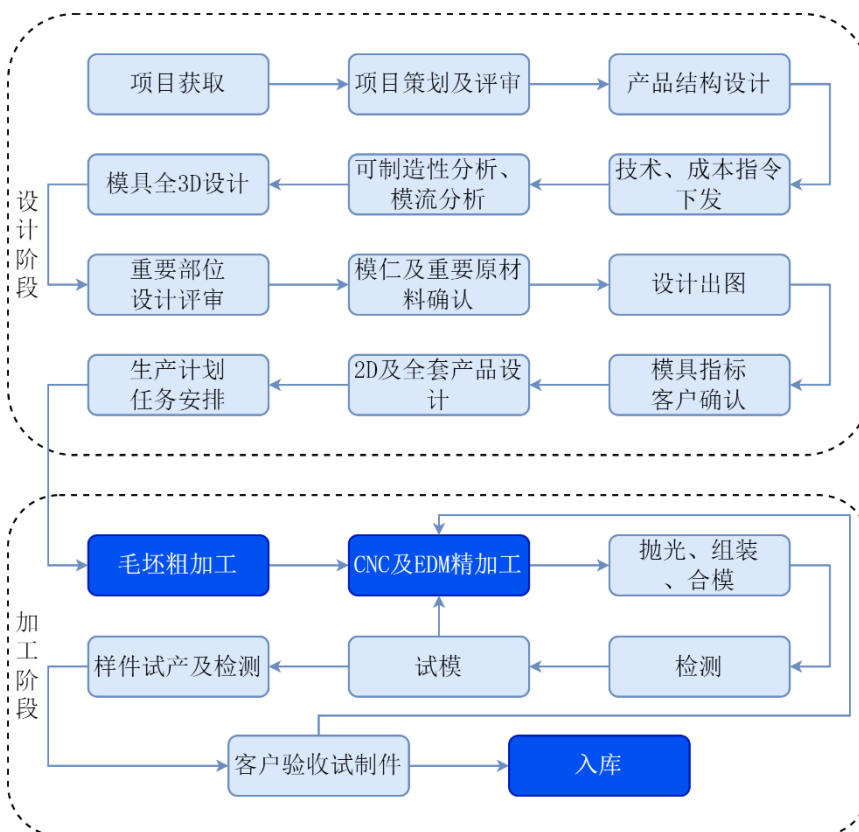 项目获取
项目策划及评审
产品结构设计
模具全3D设计
可制造性分析、
模流分析
技术、成本指令
下发
设计阶段
重要部位
设计评审
模仁及重要原材
料确认
设计出图
生产计划
任务安排
2D及全套产品设
计
模具指标
客户确认
毛坯粗加工
CNC及EDM精加工
抛光、组装
、合模
加工阶段
样件试产及检测
试模
检测
客户验收试制件
入库